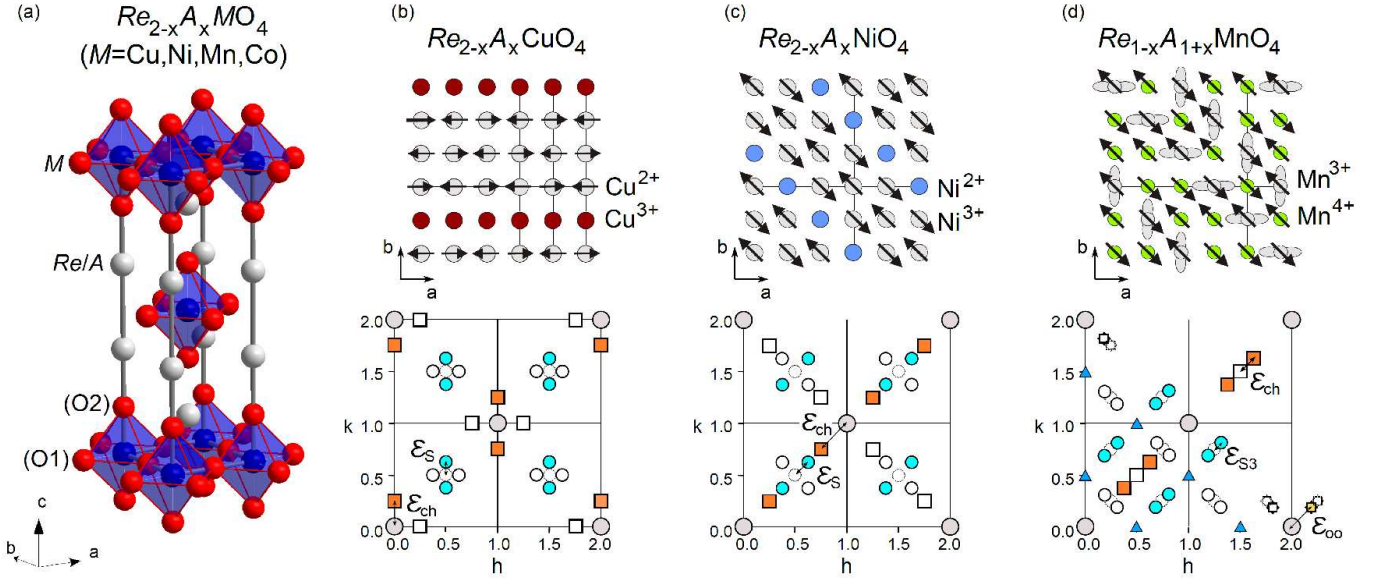 (a)
Re2-xAxMO4
(M=Cu,Ni,Mn,Co)
M
Re/A
(O2)
(O1)
c
b
a
(b)
Re2-xAxCuO4
Cu2+
Cu3+
b
a
2.0
1.5
k 1.0
0.5
0.0
εS
εch
0.0 0.5 1.0 1.5 2.0
h
(c)
Re2-xAxNiO4
Ni2+
Ni3+
b
a
2.0
1.5
k 1.0
0.5
0.0
εch
εS
0.0 0.5 1.0 1.5 2.0
h
(d)
Re1-xA1+xMnO4
Mn3+
Mn4+
b
a
2.0
1.5
k 1.0
0.5
0.0
εch
εS3
εoo
0.0 0.5 1.0 1.5 2.0
h